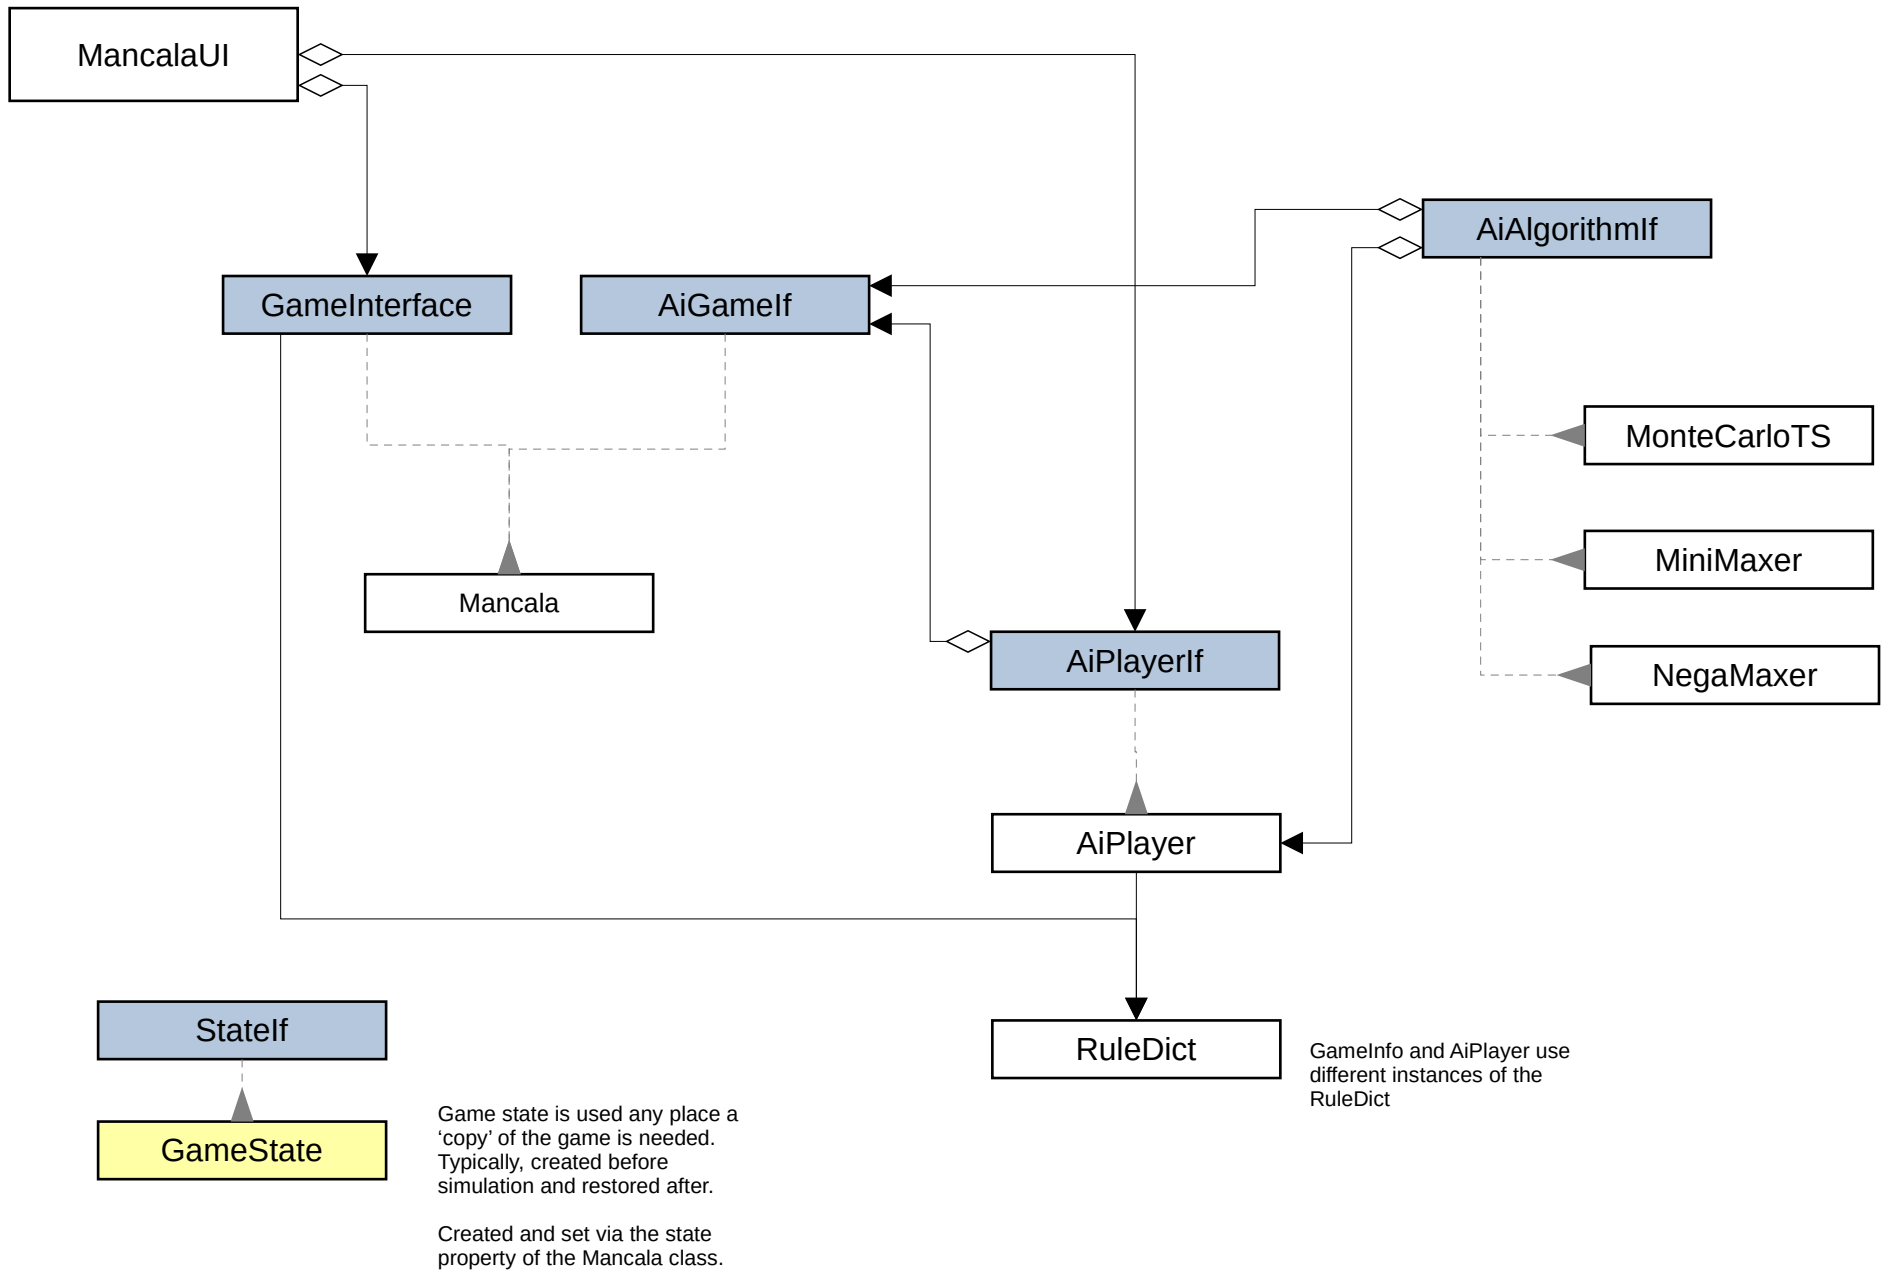 MancalaUI
AiAlgorithmIf
GameInterface
AiGameIf
MonteCarloTS
MiniMaxer
Mancala
AiPlayerIf
NegaMaxer
AiPlayer
StateIf
RuleDict
GameInfo and AiPlayer use
different instances of the
RuleDict
GameState
Game state is used any place a
‘copy’ of the game is needed.
Typically, created before
simulation and restored after.
Created and set via the state
property of the Mancala class.